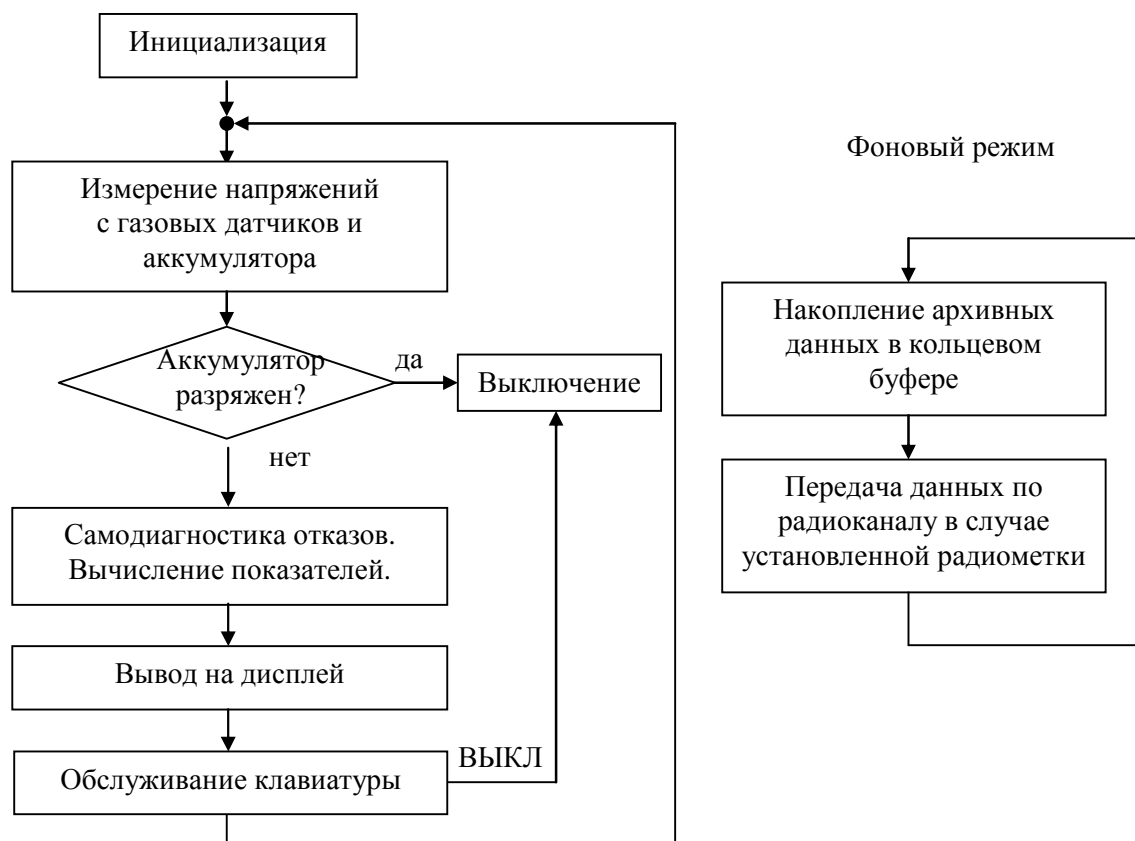 Инициализация
Измерение напряжений
с газовых датчиков и
аккумулятора
Аккумулятор
разряжен?
да
Выключение
нет
Самодиагностика отказов.
Вычисление показателей.
Вывод на дисплей
Обслуживание клавиатуры
ВЫКЛ
Фоновый режим
Накопление архивных
данных в кольцевом
буфере
Передача данных по
радиоканалу в случае
установленной радиометки